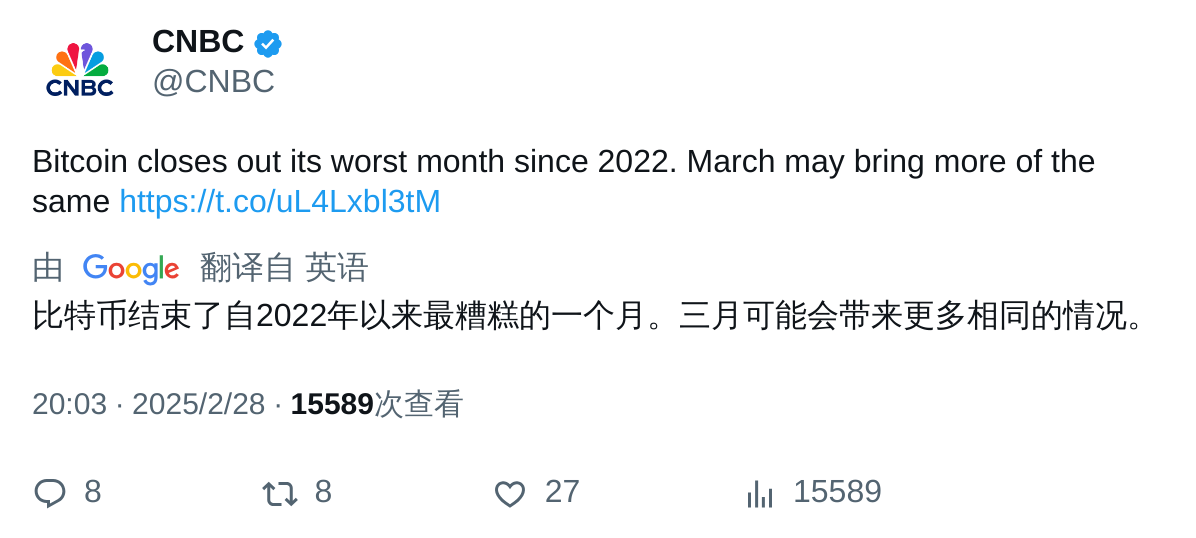 CNBC
CNBC
@CNBC
Bitcoin closes out its worst month since 2022. March may bring more of the
same https://t.co/uL4Lxbl3tM
由 Google 翻译自 英语
比特币结束了自2022年以来最糟糕的一个月。三月可能会带来更多相同的情况。
20:03 · 2025/2/28 · 15589次查看
8 8 27 15589